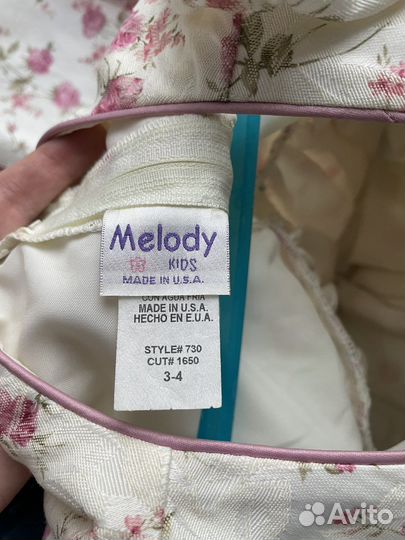 Melody
KIDS
MADE IN U.S.A.
CON AGUA FRIA
MADE IN U.S.A.
HECHO EN E.U.A.
STYLE# 730
CUT# 1650
3-4
Avito